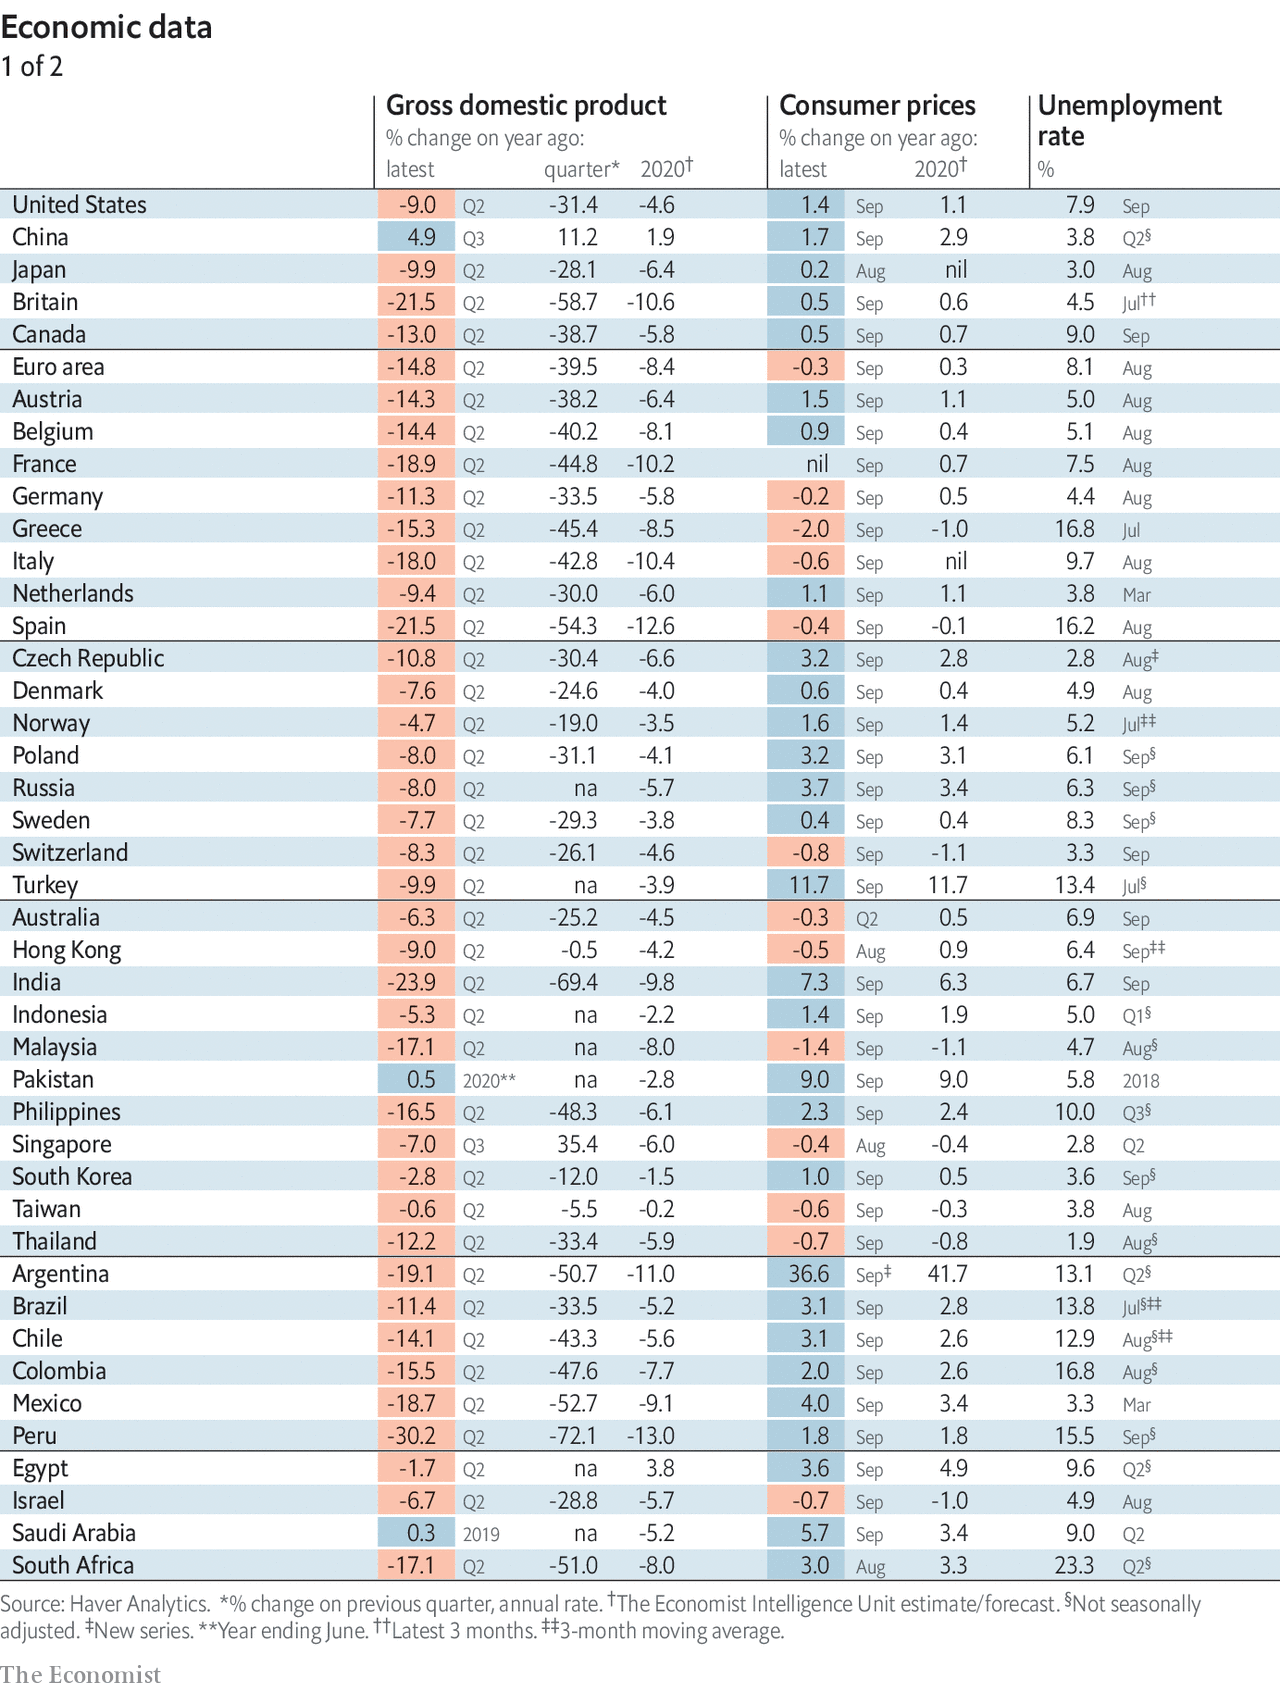 Economic data
1 of 2
Gross domestic product Consumer prices Unemployment
% change on year ago: % change on year ago: rate
latest quarter* 2020† latest 2020† %
United States -9.0 Q2 -31.4 -4.6 1.4 Sep 1.1 7.9 Sep
China 4.9 Q3 11.2 1.9 1.7 Sep 2.9 3.8 Q2§
Japan -9.9 Q2 -28.1 -6.4 0.2 Aug nil 3.0 Aug
Britain -21.5 Q2 -58.7 -10.6 0.5 Sep 0.6 4.5 Jul††
Canada -13.0 Q2 -38.7 -5.8 0.5 Sep 0.7 9.0 Sep
Euro area -14.8 Q2 -39.5 -8.4 -0.3 Sep 0.3 8.1 Aug
Austria -14.3 Q2 -38.2 -6.4 1.5 Sep 1.1 5.0 Aug
Belgium -14.4 Q2 -40.2 -8.1 0.9 Sep 0.4 5.1 Aug
France -18.9 Q2 -44.8 -10.2 nil Sep 0.7 7.5 Aug
Germany -11.3 Q2 -33.5 -5.8 -0.2 Sep 0.5 4.4 Aug
Greece -15.3 Q2 -45.4 -8.5 -2.0 Sep -1.0 16.8 Jul
Italy -18.0 Q2 -42.8 -10.4 -0.6 Sep nil 9.7 Aug
Netherlands -9.4 Q2 -30.0 -6.0 1.1 Sep 1.1 3.8 Mar
Spain -21.5 Q2 -54.3 -12.6 -0.4 Sep -0.1 16.2 Aug
Czech Republic -10.8 Q2 -30.4 -6.6 3.2 Sep 2.8 2.8 Aug‡
Denmark -7.6 Q2 -24.6 -4.0 0.6 Sep 0.4 4.9 Aug
Norway -4.7 Q2 -19.0 -3.5 1.6 Sep 1.4 5.2 Jul‡‡
Poland -8.0 Q2 -31.1 -4.1 3.2 Sep 3.1 6.1 Sep§
Russia -8.0 Q2 na -5.7 3.7 Sep 3.4 6.3 Sep§
Sweden -7.7 Q2 -29.3 -3.8 0.4 Sep 0.4 8.3 Sep§
Switzerland -8.3 Q2 -26.1 -4.6 -0.8 Sep -1.1 3.3 Sep
Turkey -9.9 Q2 na -3.9 11.7 Sep 11.7 13.4 Jul§
Australia -6.3 Q2 -25.2 -4.5 -0.3 Q2 0.5 6.9 Sep
Hong Kong -9.0 Q2 -0.5 -4.2 -0.5 Aug 0.9 6.4 Sep‡‡
India -23.9 Q2 -69.4 -9.8 7.3 Sep 6.3 6.7 Sep
Indonesia -5.3 Q2 na -2.2 1.4 Sep 1.9 5.0 Q1§
Malaysia -17.1 Q2 na -8.0 -1.4 Sep -1.1 4.7 Aug§
Pakistan 0.5 2020** na -2.8 9.0 Sep 9.0 5.8 2018
Philippines -16.5 Q2 -48.3 -6.1 2.3 Sep 2.4 10.0 Q3§
Singapore -7.0 Q3 35.4 -6.0 -0.4 Aug -0.4 2.8 Q2
South Korea -2.8 Q2 -12.0 -1.5 1.0 Sep 0.5 3.6 Sep§
Taiwan -0.6 Q2 -5.5 -0.2 -0.6 Sep -0.3 3.8 Aug
Thailand -12.2 Q2 -33.4 -5.9 -0.7 Sep -0.8 1.9 Aug§
Argentina -19.1 Q2 -50.7 -11.0 36.6 Sep‡ 41.7 13.1 Q2§
Brazil -11.4 Q2 -33.5 -5.2 3.1 Sep 2.8 13.8 Jul§‡‡
Chile -14.1 Q2 -43.3 -5.6 3.1 Sep 2.6 12.9 Aug§‡‡
Colombia -15.5 Q2 -47.6 -7.7 2.0 Sep 2.6 16.8 Aug§
Mexico -18.7 Q2 -52.7 -9.1 4.0 Sep 3.4 3.3 Mar
Peru -30.2 Q2 -72.1 -13.0 1.8 Sep 1.8 15.5 Sep§
Egypt -1.7 Q2 na 3.8 3.6 Sep 4.9 9.6 Q2§
Israel -6.7 Q2 -28.8 -5.7 -0.7 Sep -1.0 4.9 Aug
Saudi Arabia 0.3 2019 na -5.2 5.7 Sep 3.4 9.0 Q2
South Africa -17.1 Q2 -51.0 -8.0 3.0 Aug 3.3 23.3 Q2§
Source: Haver Analytics. *% change on previous quarter, annual rate. †The Economist Intelligence Unit estimate/forecast. §Not seasonally
adjusted. ‡New series. **Year ending June. ††Latest 3 months. ‡‡3-month moving average.
The Economist